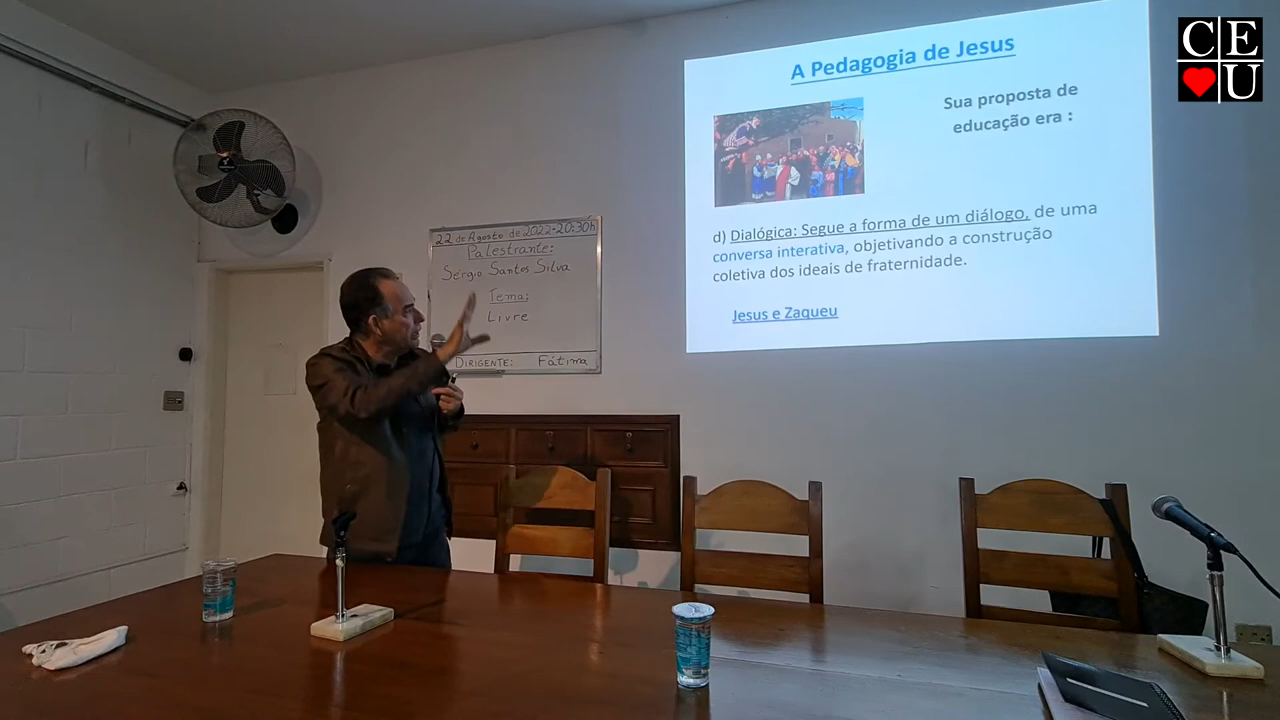 A Pedagogia de Jesus
Sua proposta de
educação era :
d) Dialógica: Segue a forma de um diálogo, de uma
conversa interativa, objetivando a construção
coletiva dos ideais de fraternidade.
Jesus e Zaqueu
22 de Agosto de 2022-20:30h
Palestrante:
Sérgio Santos Silva
Tema:
Livre
DIRIGENTE: Fátima
CE
U